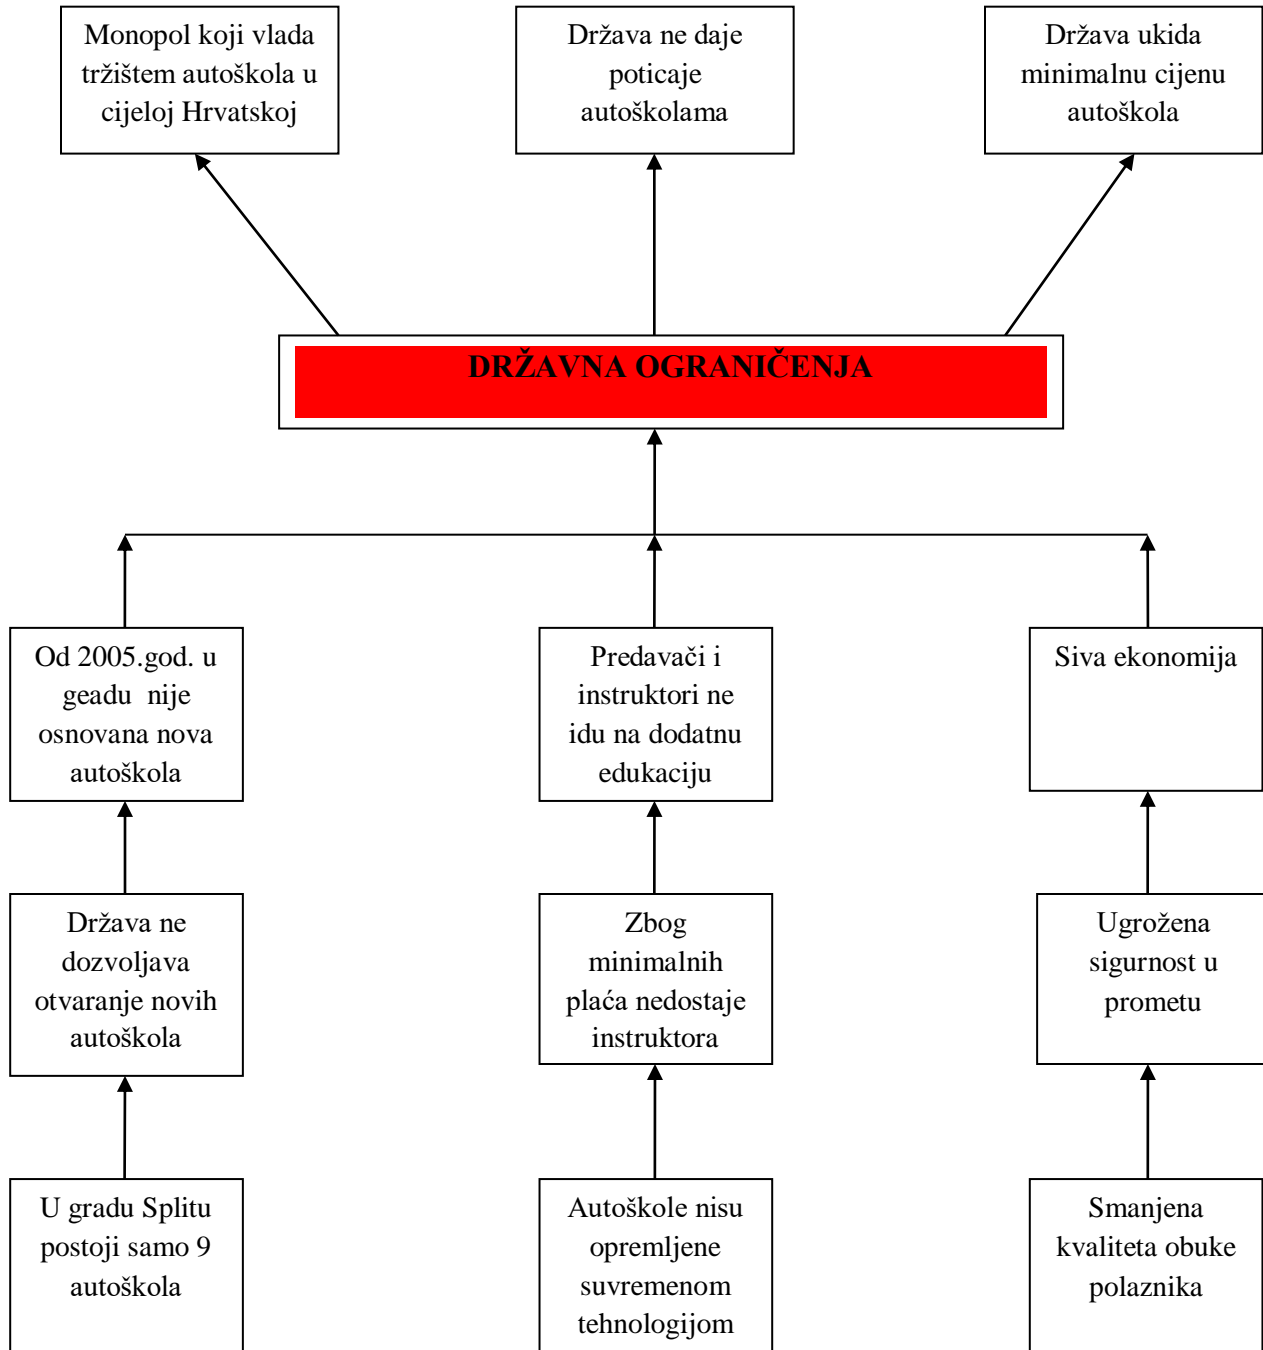 Monopol koji vlada
tržištem autoškola u
cijeloj Hrvatskoj
Država ne daje
poticaje
autoškolama
Država ukida
minimalnu cijenu
autoškola
DRŽAVNA OGRANIČENJA
Od 2005.god. u
geadu nije
osnovana nova
autoškola
Predavači i
instruktori ne
idu na dodatnu
edukaciju
Siva ekonomija
Država ne
dozvoljava
otvaranje novih
autoškola
Zbog
minimalnih
plaća nedostaje
instruktora
Ugrožena
sigurnost u
prometu
U gradu Splitu
postoji samo 9
autoškola
Autoškole nisu
opremljene
suvremenom
tehnologijom
Smanjena
kvaliteta obuke
polaznika